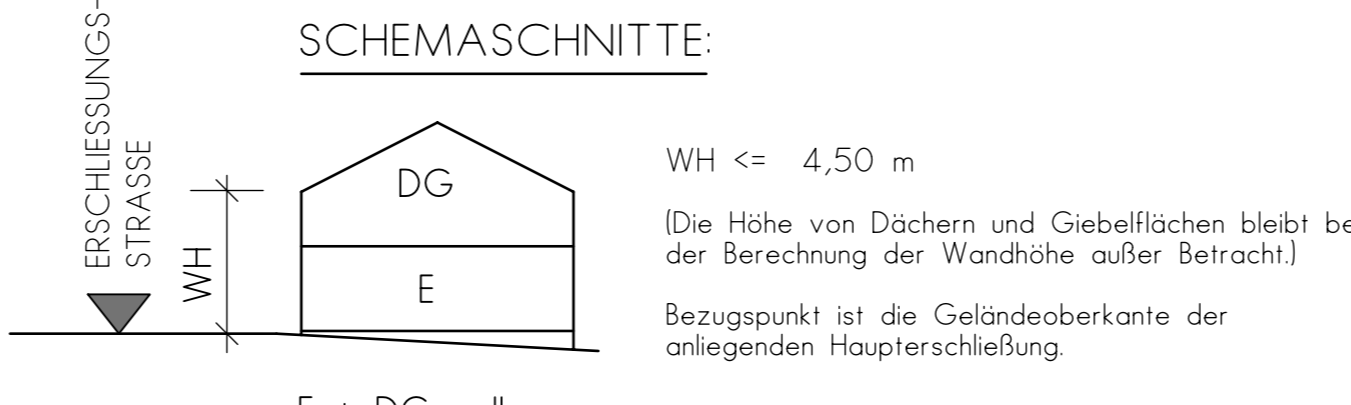 SCHEMASCHNITTE:
ERSCHLIESSUNGS-
STRASSE
WH
DG
E
WH <= 4,50 m
(Die Höhe von Dächern und Giebelflächen bleibt be
der Berechnung der Wandhöhe außer Betracht.)
Bezugspunkt ist die Geländeoberkante der
anliegenden Haupterschließung.